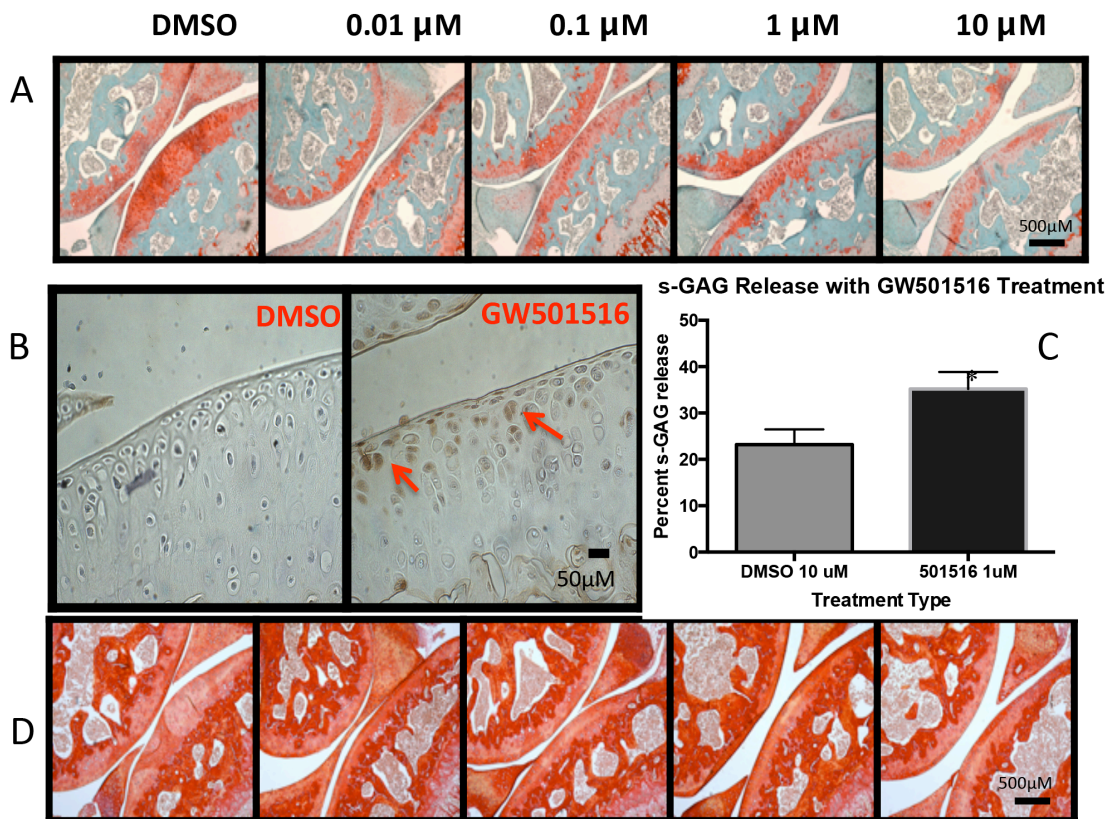 DMSO 0.01 µM 0.1 µM 1 µM 10 µM
A
500µM
B
DMSO
GW501516
50µM
s-GAG Release with GW501516 Treatment
C
Percent s-GAG release
50
40
30
20
10
0
*
DMSO 10 uM 501516 1uM
Treatment Type
D
500µM